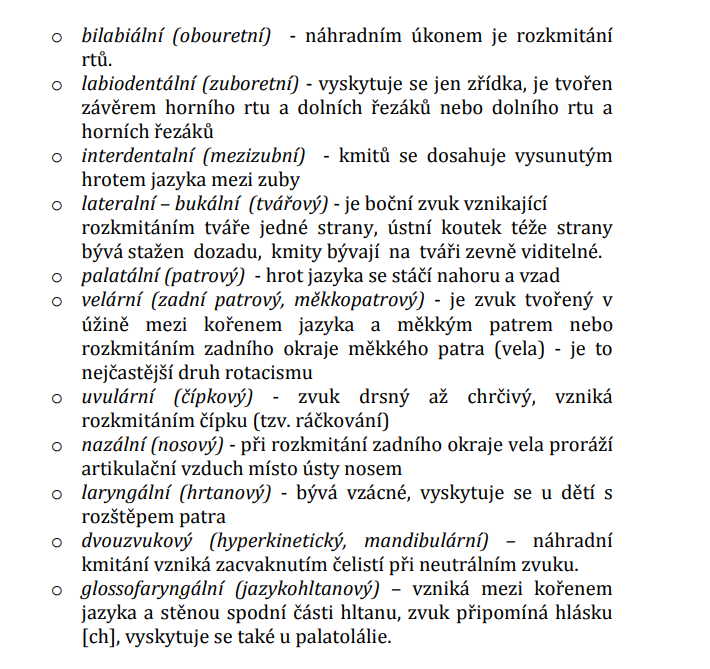 o bilabiální (obouretní) - náhradním úkonem je rozkmitání
rtů.
o labiodentální (zuboretní) - vyskytuje se jen zřídka, je tvořen
závěrem horního rtu a dolních řezáků nebo dolního rtu a
horních řezáků
o interdentalní (mezizubní) - kmitů se dosahuje vysunutým
hrotem jazyka mezi zuby
o lateralní – bukální (tvářový) - je boční zvuk vznikající
rozkmitáním tváře jedné strany, ústní koutek téže strany
bývá stažen dozadu, kmity bývají na tváři zevně viditelné.
o palatální (patrový) - hrot jazyka se stáčí nahoru a vzad
o velární (zadní patrový, měkkopatrový) - je zvuk tvořený v
úžině mezi kořenem jazyka a měkkým patrem nebo
rozkmitáním zadního okraje měkkého patra (vela) - je to
nejčastější druh rotacismu
o uvulární (čípkový) - zvuk drsný až chrčivý, vzniká
rozkmitáním čípku (tzv. ráčkování)
o nazální (nosový) - při rozkmitání zadního okraje vela proráží
artikulační vzduch místo ústy nosem
o laryngální (hrtanový) - bývá vzácné, vyskytuje se u dětí s
rozštěpem patra
o dvouzvukový (hyperkinetický, mandibulární) – náhradní
kmitání vzniká zacvaknutím čelistí při neutrálním zvuku.
o glossofaryngální (jazykohltanový) – vzniká mezi kořenem
jazyka a stěnou spodní části hltanu, zvuk připomíná hlásku
[ch], vyskytuje se také u palatolálie.